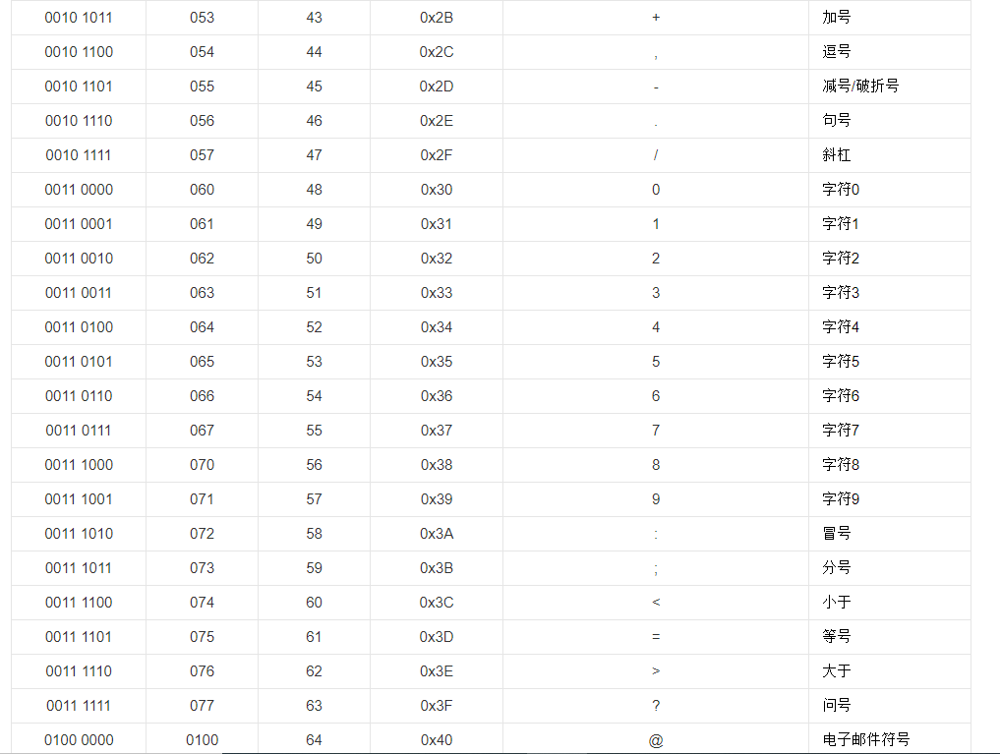 0010 1011 053 43 0x2B + 加号
0010 1100 054 44 0x2C , 逗号
0010 1101 055 45 0x2D - 减号/破折号
0010 1110 056 46 0x2E . 句号
0010 1111 057 47 0x2F / 斜杠
0011 0000 060 48 0x30 0 字符0
0011 0001 061 49 0x31 1 字符1
0011 0010 062 50 0x32 2 字符2
0011 0011 063 51 0x33 3 字符3
0011 0100 064 52 0x34 4 字符4
0011 0101 065 53 0x35 5 字符5
0011 0110 066 54 0x36 6 字符6
0011 0111 067 55 0x37 7 字符7
0011 1000 070 56 0x38 8 字符8
0011 1001 071 57 0x39 9 字符9
0011 1010 072 58 0x3A : 冒号
0011 1011 073 59 0x3B ; 分号
0011 1100 074 60 0x3C < 小于
0011 1101 075 61 0x3D = 等号
0011 1110 076 62 0x3E > 大于
0011 1111 077 63 0x3F ? 问号
0100 0000 0100 64 0x40 @ 电子邮件符号